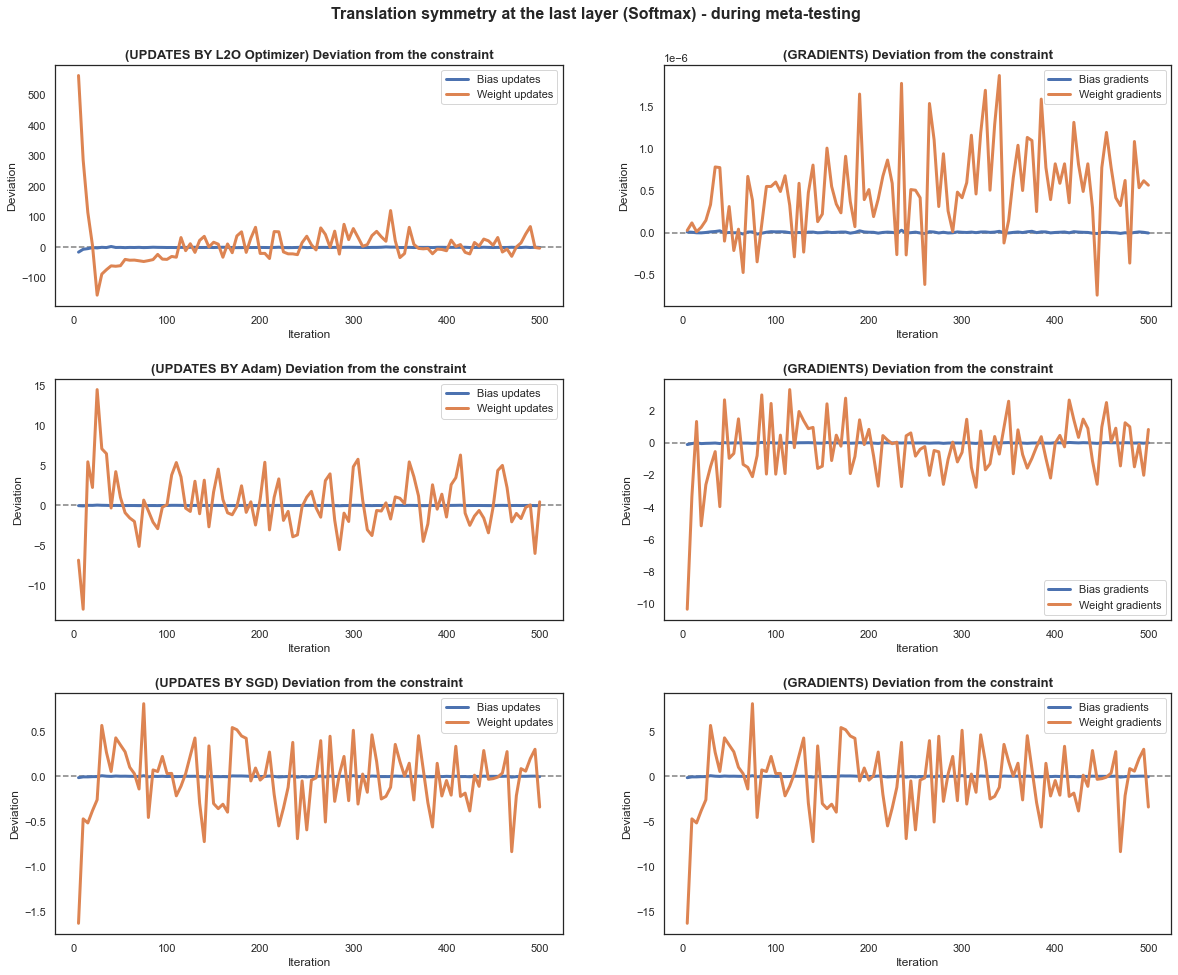 Translation symmetry at the last layer (Softmax) - during meta-testing
(UPDATES BY L2O Optimizer) Deviation from the constraint
Bias updates
Weight updates
500
400
300
200
100
0
−100
Deviation
0 100 200 300 400 500
Iteration
(GRADIENTS) Deviation from the constraint
1e−6
Bias gradients
Weight gradients
1.5
1.0
0.5
0.0
−0.5
Deviation
0 100 200 300 400 500
Iteration
(UPDATES BY Adam) Deviation from the constraint
Bias updates
Weight updates
15
10
5
0
−5
−10
Deviation
0 100 200 300 400 500
Iteration
(GRADIENTS) Deviation from the constraint
2
0
−2
−4
−6
−8
−10
Deviation
Bias gradients
Weight gradients
0 100 200 300 400 500
Iteration
(UPDATES BY SGD) Deviation from the constraint
Bias updates
Weight updates
0.5
0.0
−0.5
−1.0
−1.5
Deviation
0 100 200 300 400 500
Iteration
(GRADIENTS) Deviation from the constraint
Bias gradients
Weight gradients
5
0
−5
−10
−15
Deviation
0 100 200 300 400 500
Iteration